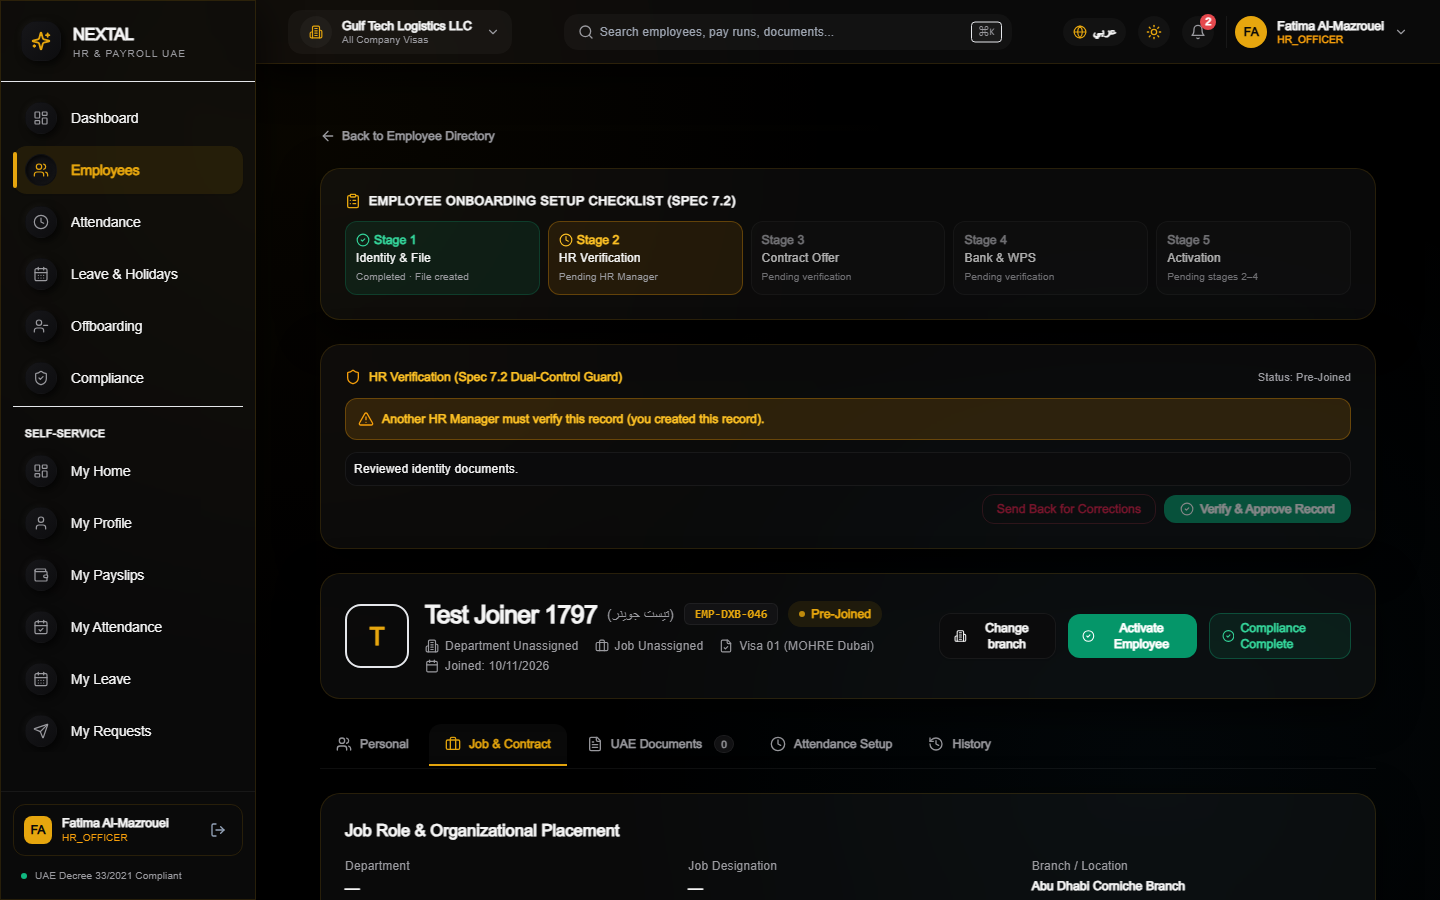 NEXTAL
HR & PAYROLL UAE
Gulf Tech Logistics LLC
All Company Visas
Search employees, pay runs, documents...
⌘K
عربي
2
FA
Fatima Al-Mazrouei
HR_OFFICER
Dashboard
Employees
Attendance
Leave & Holidays
Offboarding
Compliance
SELF-SERVICE
My Home
My Profile
My Payslips
My Attendance
My Leave
My Requests
FA
Fatima Al-Mazrouei
HR_OFFICER
UAE Decree 33/2021 Compliant
Back to Employee Directory
EMPLOYEE ONBOARDING SETUP CHECKLIST (SPEC 7.2)
Stage 1
Identity & File
Completed · File created
Stage 2
HR Verification
Pending HR Manager
Stage 3
Contract Offer
Pending verification
Stage 4
Bank & WPS
Pending verification
Stage 5
Activation
Pending stages 2–4
HR Verification (Spec 7.2 Dual-Control Guard)
Status: Pre-Joined
Another HR Manager must verify this record (you created this record).
Reviewed identity documents.
Send Back for Corrections
Verify & Approve Record
T
Test Joiner 1797
(تيست جوينر)
EMP-DXB-046
Pre-Joined
Department Unassigned
Job Unassigned
Visa 01 (MOHRE Dubai)
Joined: 10/11/2026
Change
branch
Activate
Employee
Compliance
Complete
Personal
Job & Contract
UAE Documents
0
Attendance Setup
History
Job Role & Organizational Placement
Department
—
Job Designation
—
Branch / Location
Abu Dhabi Corniche Branch